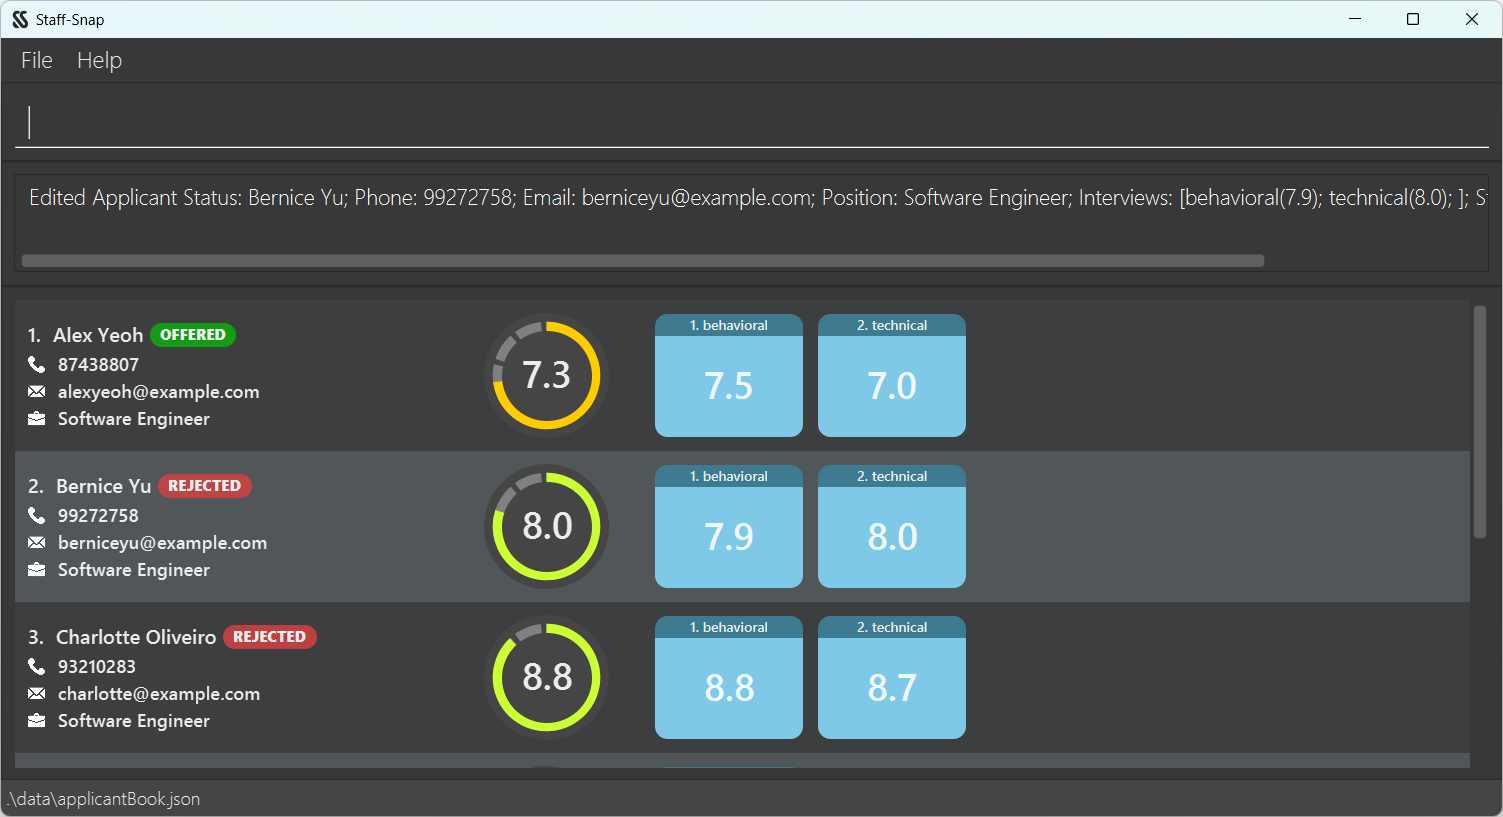 Staff-Snap
File Help
Edited Applicant Status: Bernice Yu; Phone: 99272758; Email: berniceyu@example.com; Position: Software Engineer; Interviews: [behavioral(7.9); technical(8.0); ];
1. Alex Yeoh OFFERED
87438807
alexyeoh@example.com
Software Engineer
7.3
1. behavioral
7.5
2. technical
7.0
2. Bernice Yu REJECTED
99272758
berniceyu@example.com
Software Engineer
8.0
1. behavioral
7.9
2. technical
8.0
3. Charlotte Oliveiro REJECTED
93210283
charlotte@example.com
Software Engineer
8.8
1. behavioral
8.8
2. technical
8.7
.\data\applicantBook.json